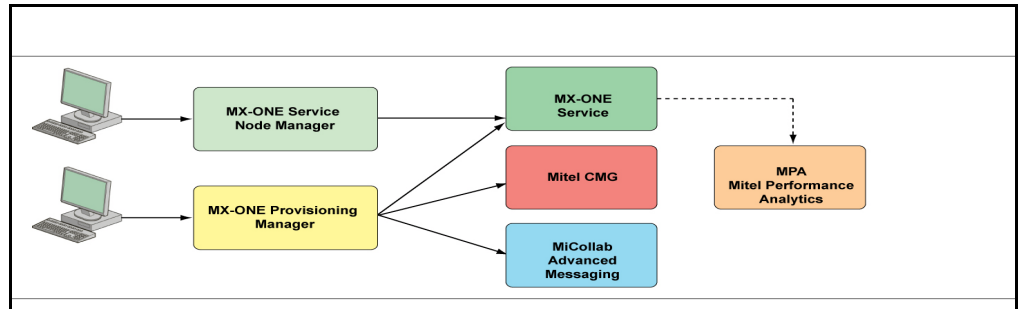 MX-ONE Service
Node Manager
MX-ONE
Service
MX-ONE Provisioning
Manager
Mitel CMG
MPA
Mitel Performance
Analytics
MiCollab
Advanced
Messaging